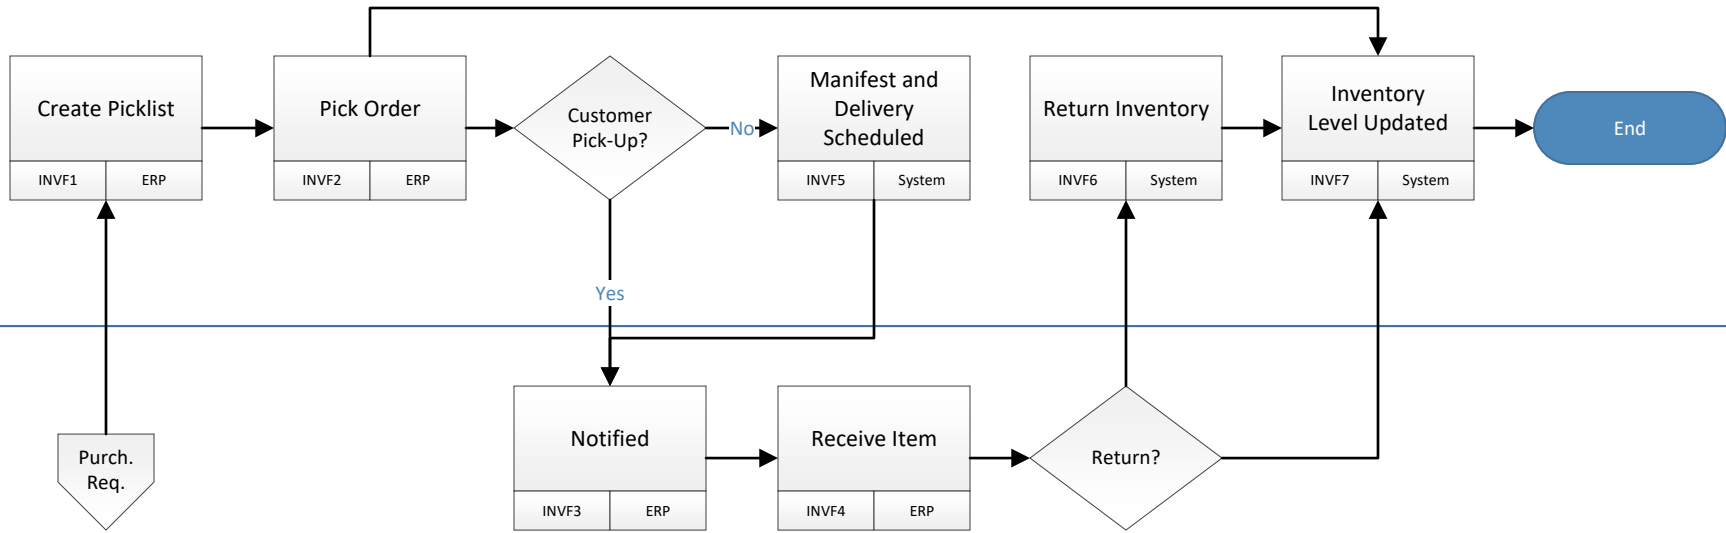 Create Picklist
INVF1
ERP
Pick Order
INVF2
ERP
Customer
Pick-Up?
No
Yes
Manifest and
Delivery
Scheduled
INVF5
System
Return Inventory
INVF6
System
Inventory
Level Updated
INVF7
System
End
Purch.
Req.
Notified
INVF3
ERP
Receive Item
INVF4
ERP
Return?